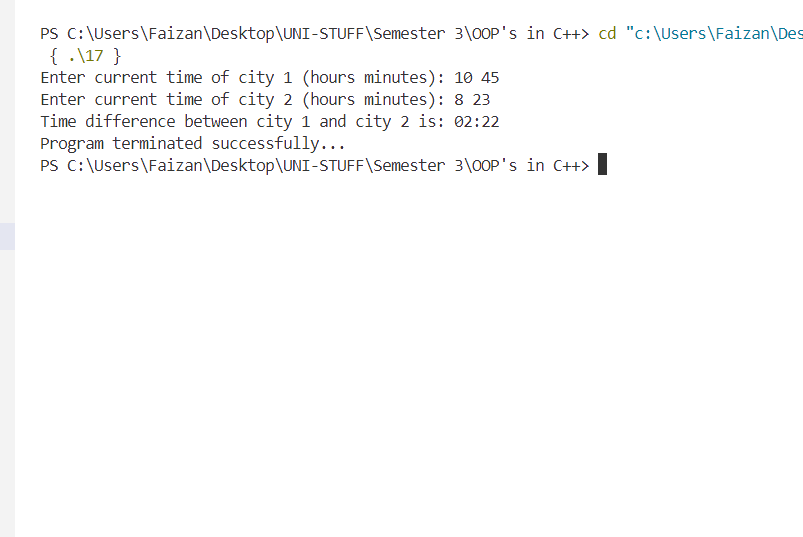 PS C:\Users\Faizan\Desktop\UNI-STUFF\Semester 3\OOP's in C++> cd "c:\Users\Faizan\Des
{ .\17 }
Enter current time of city 1 (hours minutes): 10 45
Enter current time of city 2 (hours minutes): 8 23
Time difference between city 1 and city 2 is: 02:22
Program terminated successfully...
PS C:\Users\Faizan\Desktop\UNI-STUFF\Semester 3\OOP's in C++>